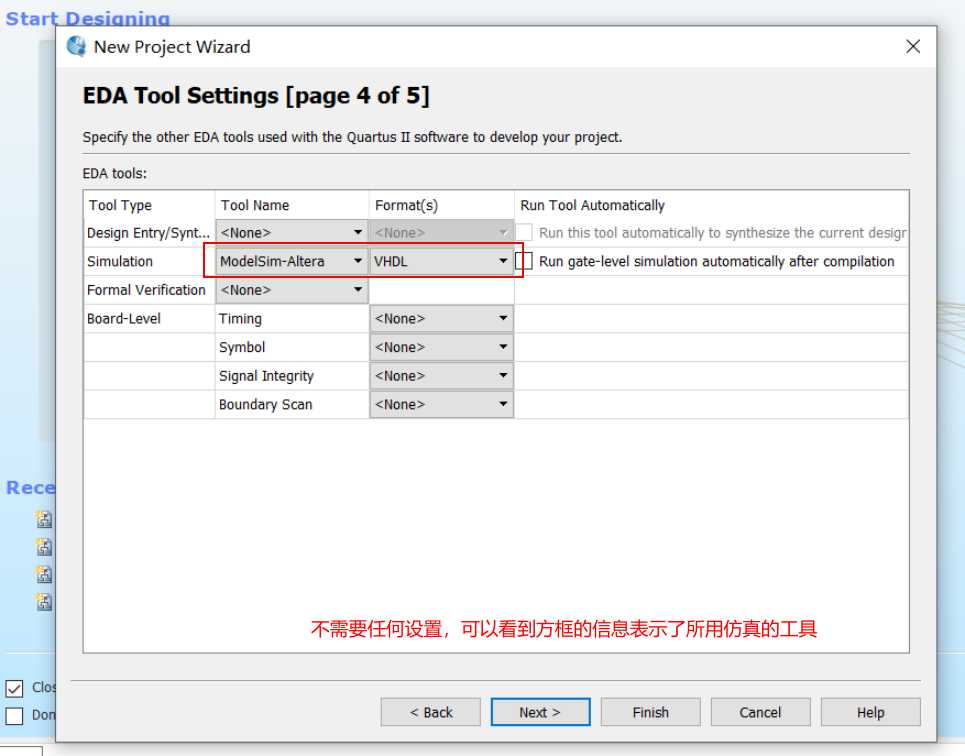 Start Designing
New Project Wizard
EDA Tool Settings [page 4 of 5]
Specify the other EDA tools used with the Quartus II software to develop your project.
EDA tools:
Tool Type Tool Name Format(s) Run Tool Automatically
Design Entry/Synt... <None> <None> Run this tool automatically to synthesize the current desigr
Simulation ModelSim-Altera VHDL Run gate-level simulation automatically after compilation
Formal Verification <None>
Board-Level Timing <None>
Symbol <None>
Signal Integrity <None>
Boundary Scan <None>
Rece
不需要任何设置，可以看到方框的信息表示了所用仿真的工具
Clos
Don
< Back Next > Finish Cancel Help